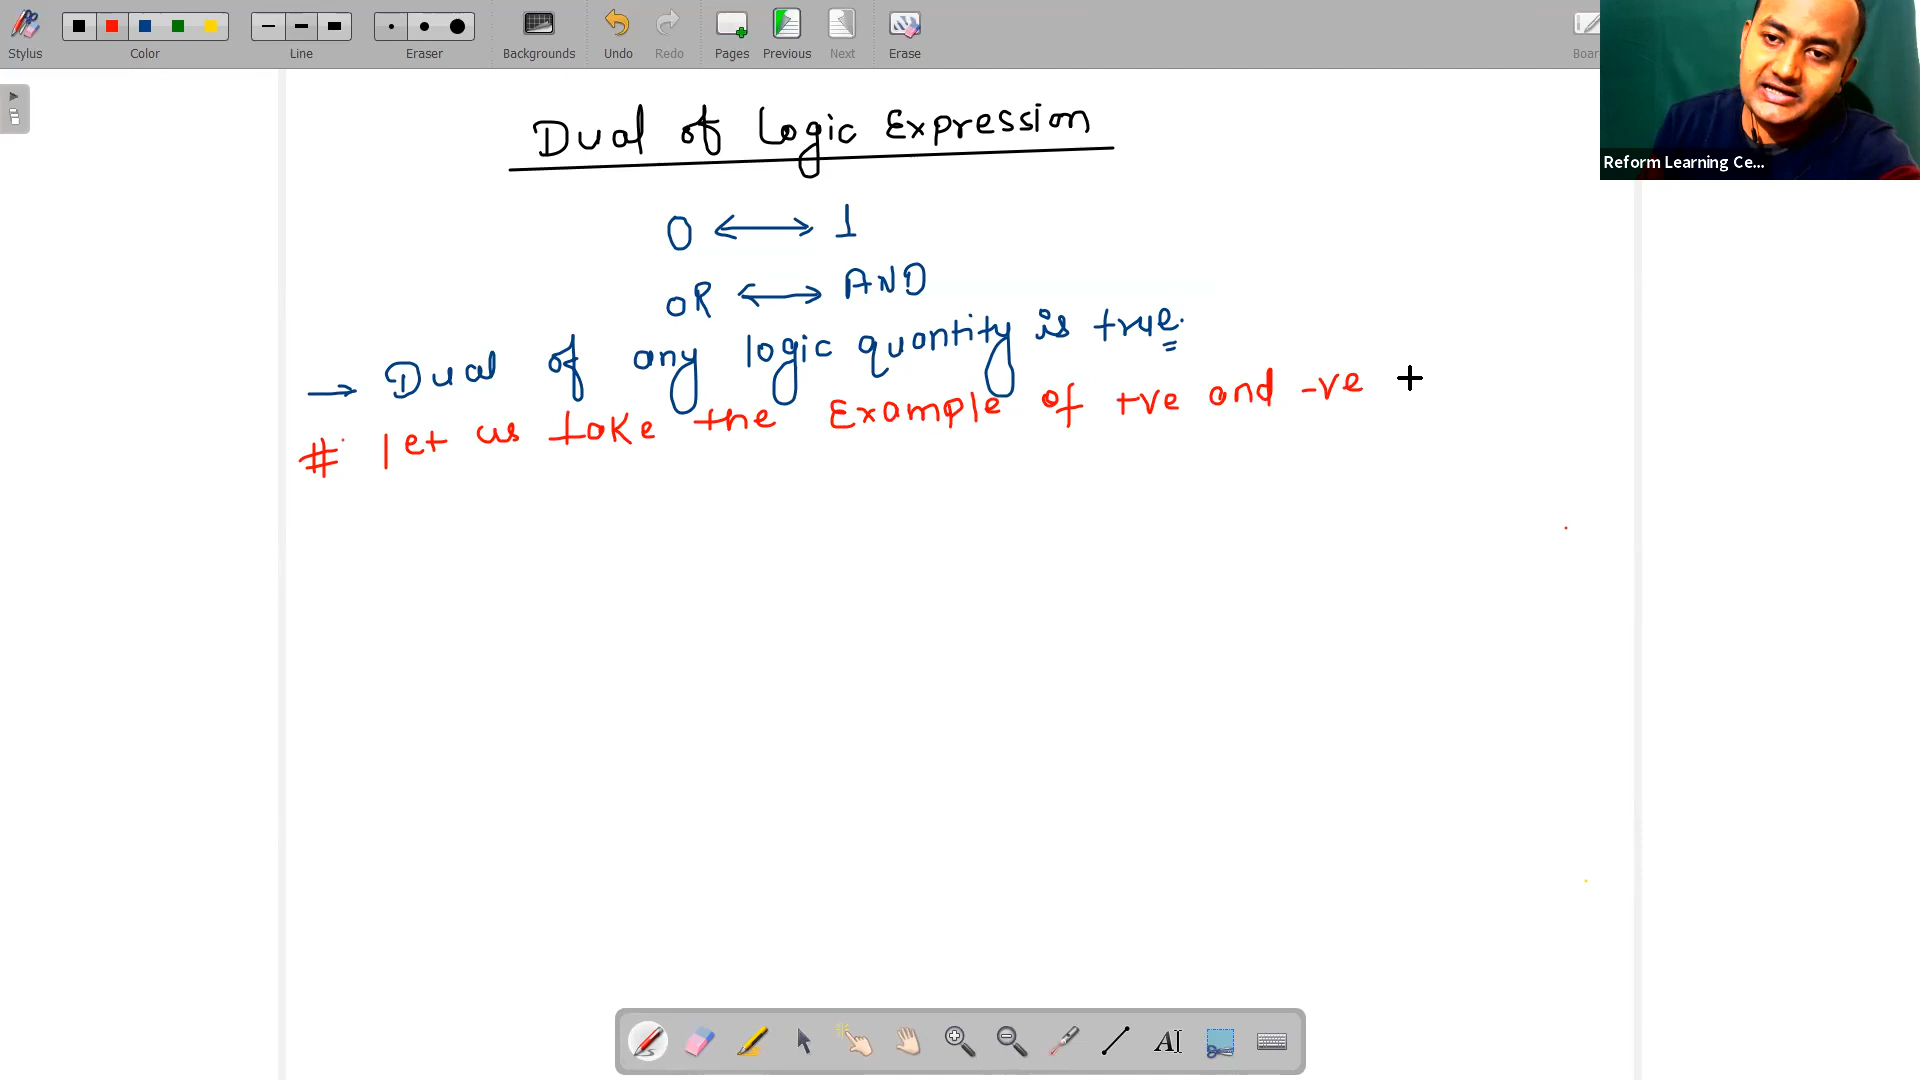 Stylus
Color
Line
Eraser
Backgrounds
Undo
Redo
Pages
Previous
Next
Erase
Boar
Reform Learning Ce...
Dual of Logic Expression
0 ⟷ 1
OR ⟷ AND
→ Dual of any logic quantity is true.
# let us take the Example of +ve and -ve